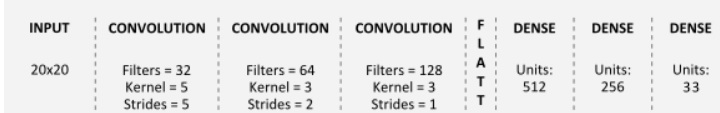 INPUT
20x20
CONVOLUTION
Filters = 32
Kernel = 5
Strides = 5
CONVOLUTION
Filters = 64
Kernel = 3
Strides = 2
CONVOLUTION
Filters = 128
Kernel = 3
Strides = 1
F
L
A
T
T
DENSE
Units:
512
DENSE
Units:
256
DENSE
Units:
33